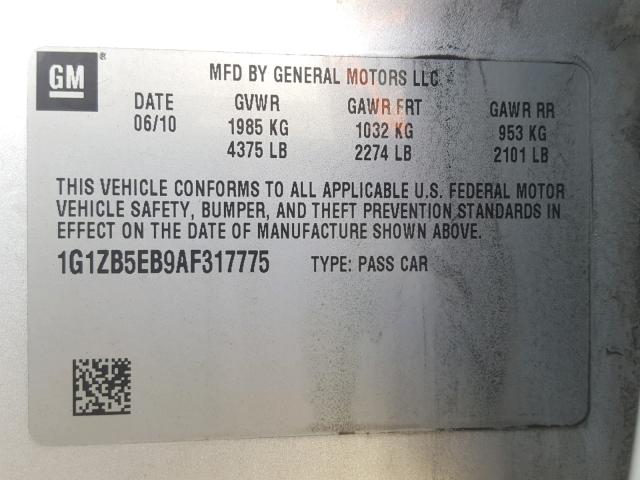 GM ®
MFD BY GENERAL MOTORS LLC
DATE GVWR GAWR FRT GAWR RR
06/10 1985 KG 1032 KG 953 KG
4375 LB 2274 LB 2101 LB
THIS VEHICLE CONFORMS TO ALL APPLICABLE U.S. FEDERAL MOTOR
VEHICLE SAFETY, BUMPER, AND THEFT PREVENTION STANDARDS IN
EFFECT ON THE DATE OF MANUFACTURE SHOWN ABOVE.
1G1ZB5EB9AF317775 TYPE: PASS CAR